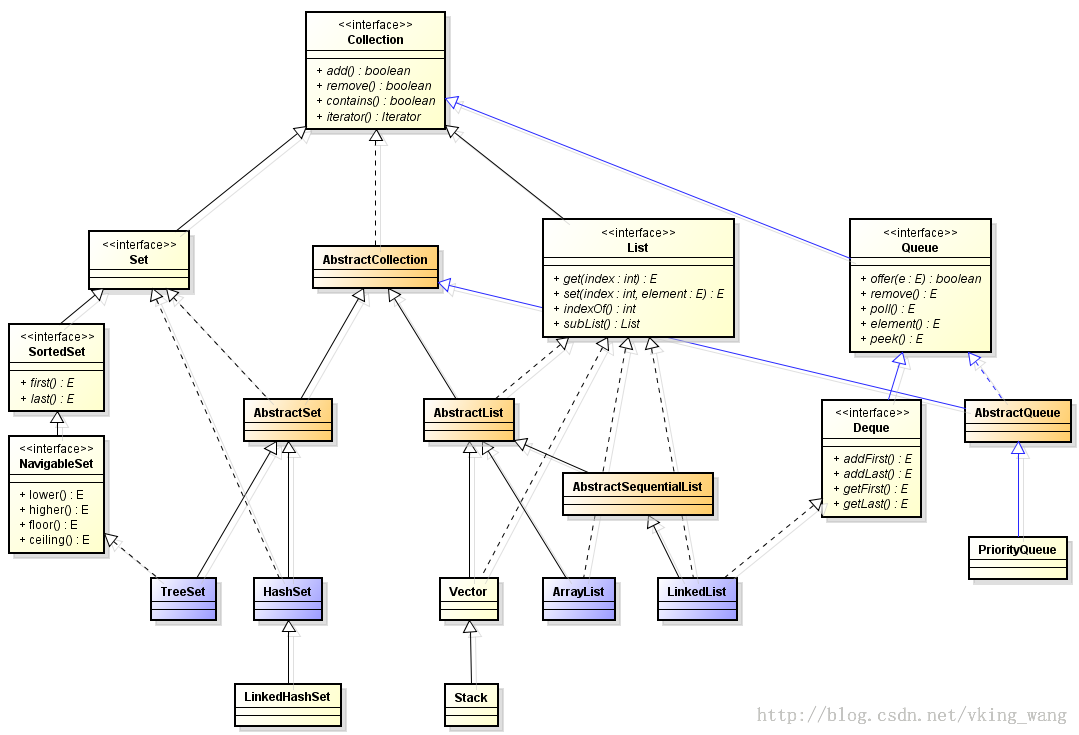 <<interface>>
Collection
+ add() : boolean
+ remove() : boolean
+ contains() : boolean
+ iterator() : Iterator
<<interface>>
Set
AbstractCollection
<<interface>>
List
+ get(index : int) : E
+ set(index : int, element : E) : E
+ indexOf() : int
+ subList() : List
<<interface>>
Queue
+ offer(e : E) : boolean
+ remove() : E
+ poll() : E
+ element() : E
+ peek() : E
<<interface>>
SortedSet
+ first() : E
+ last() : E
AbstractSet
AbstractList
<<interface>>
Deque
+ addFirst() : E
+ addLast() : E
+ getFirst() : E
+ getLast() : E
AbstractQueue
<<interface>>
NavigableSet
+ lower() : E
+ higher() : E
+ floor() : E
+ ceiling() : E
AbstractSequentialList
PriorityQueue
TreeSet
HashSet
Vector
ArrayList
LinkedList
LinkedHashSet
Stack
http://blog.csdn.net/vking_wang